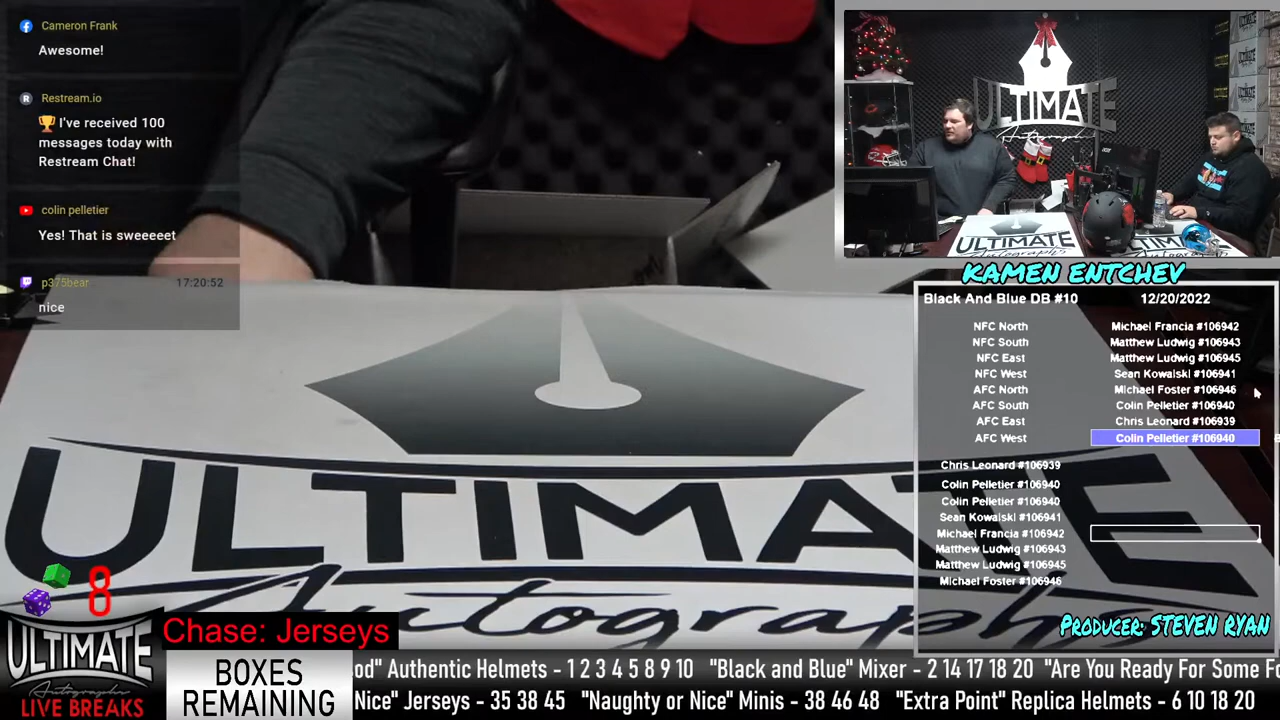 Cameron Frank
Awesome!
Restream.io
🏆 I've received 100
messages today with
Restream Chat!
colin pelletier
Yes! That is sweeeeet
p375bear 17:20:52
nice
ULTIMATE
ULTIMATE
Autographs
KAMEN ENTCHEV
Black And Blue DB #10 12/20/2022
NFC North Michael Francia #106942
NFC South Matthew Ludwig #106943
NFC East Matthew Ludwig #106945
NFC West Sean Kowalski #106941
AFC North Michael Foster #106946
AFC South Colin Pelletier #106940
AFC East Chris Leonard #106939
AFC West Colin Pelletier #106940
Chris Leonard #106939
Colin Pelletier #106940
Colin Pelletier #106940
Sean Kowalski #106941
Michael Francia #106942
Matthew Ludwig #106943
Matthew Ludwig #106945
Michael Foster #106946
PRODUCER: STEVEN RYAN
ULTIMATE
Autographs
8
ULTIMATE
Autographs
LIVE BREAKS
Chase: Jerseys
BOXES
REMAINING
od" Authentic Helmets - 1 2 3 4 5 8 9 10 "Black and Blue" Mixer - 2 14 17 18 20 "Are You Ready For Some Fo
Nice" Jerseys - 35 38 45 "Naughty or Nice" Minis - 38 46 48 "Extra Point" Replica Helmets - 6 10 18 20